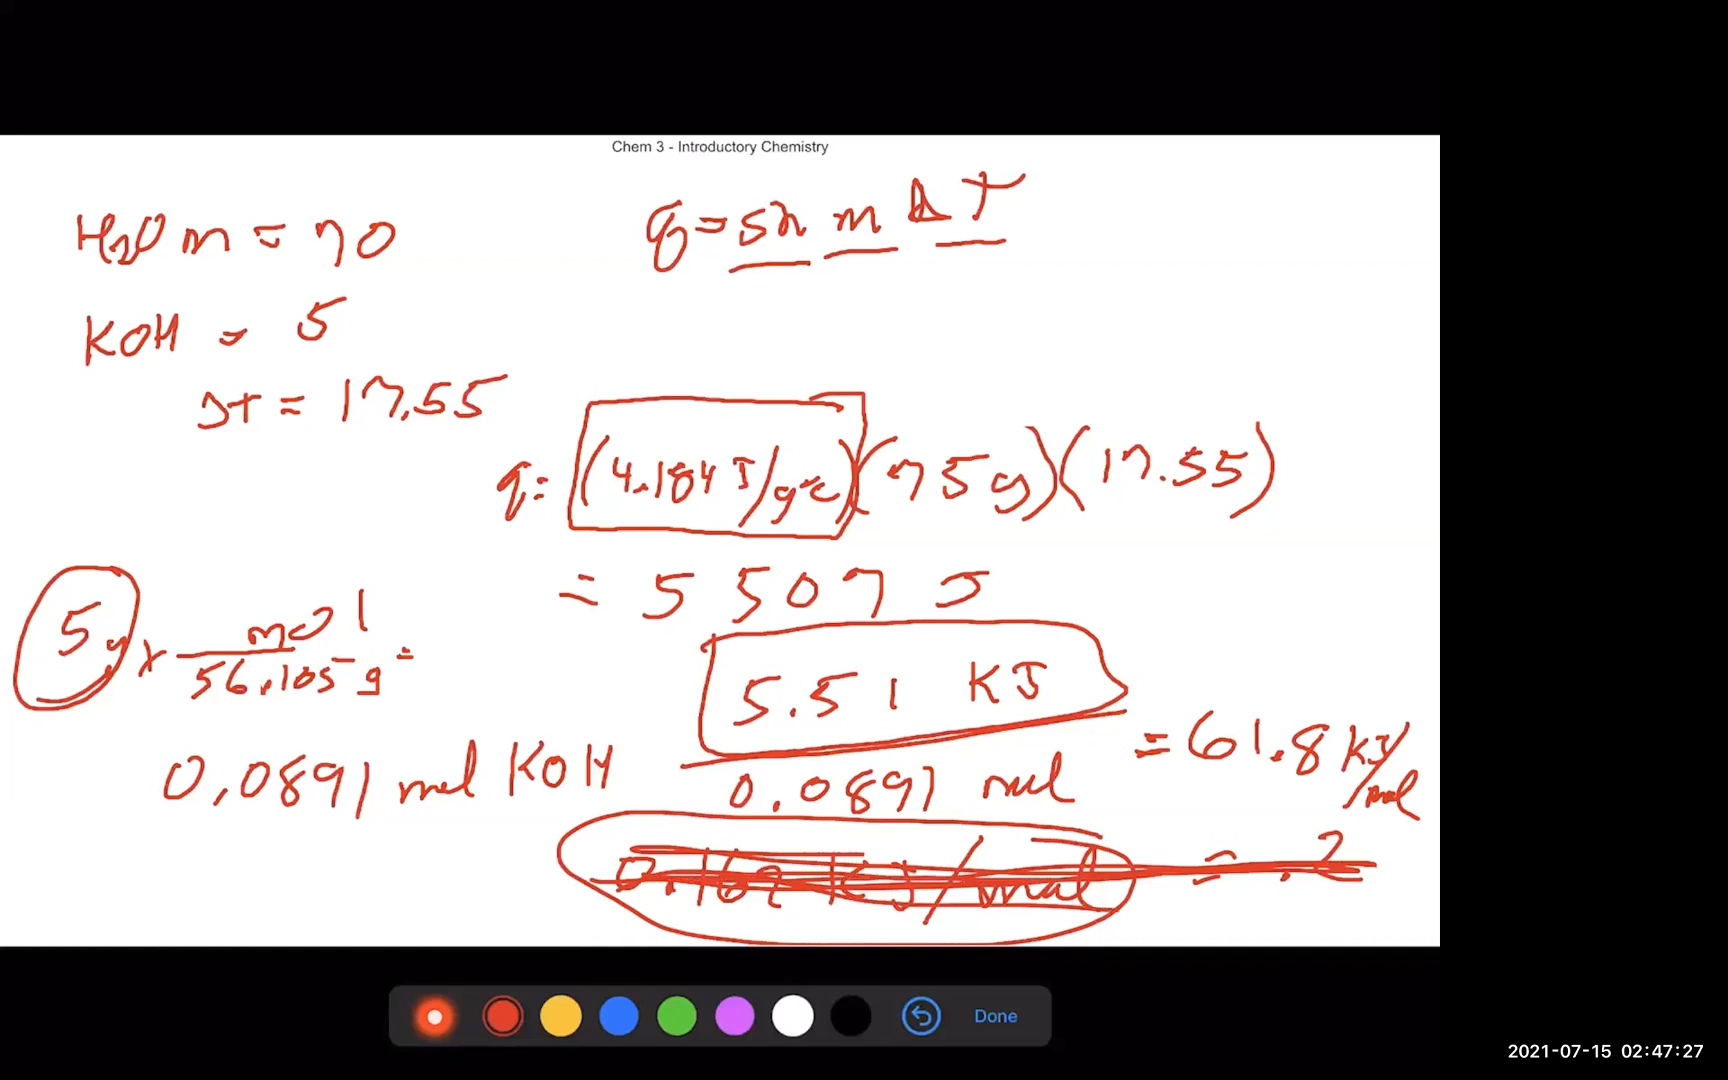 Chem 3 - Introductory Chemistry
H2O m = 70
q = sh m Δ T
KOH = 5
ΔT = 17.55
q = (4.184 J/g°C)(75g)(17.55)
= 5507 J
5g x mol / 56.105 g =
5.51 KJ
0.0891 mol KOH
0.0891 mol
= 61.8 kJ/mol
= .2
Done
2021-07-15 02:47:27